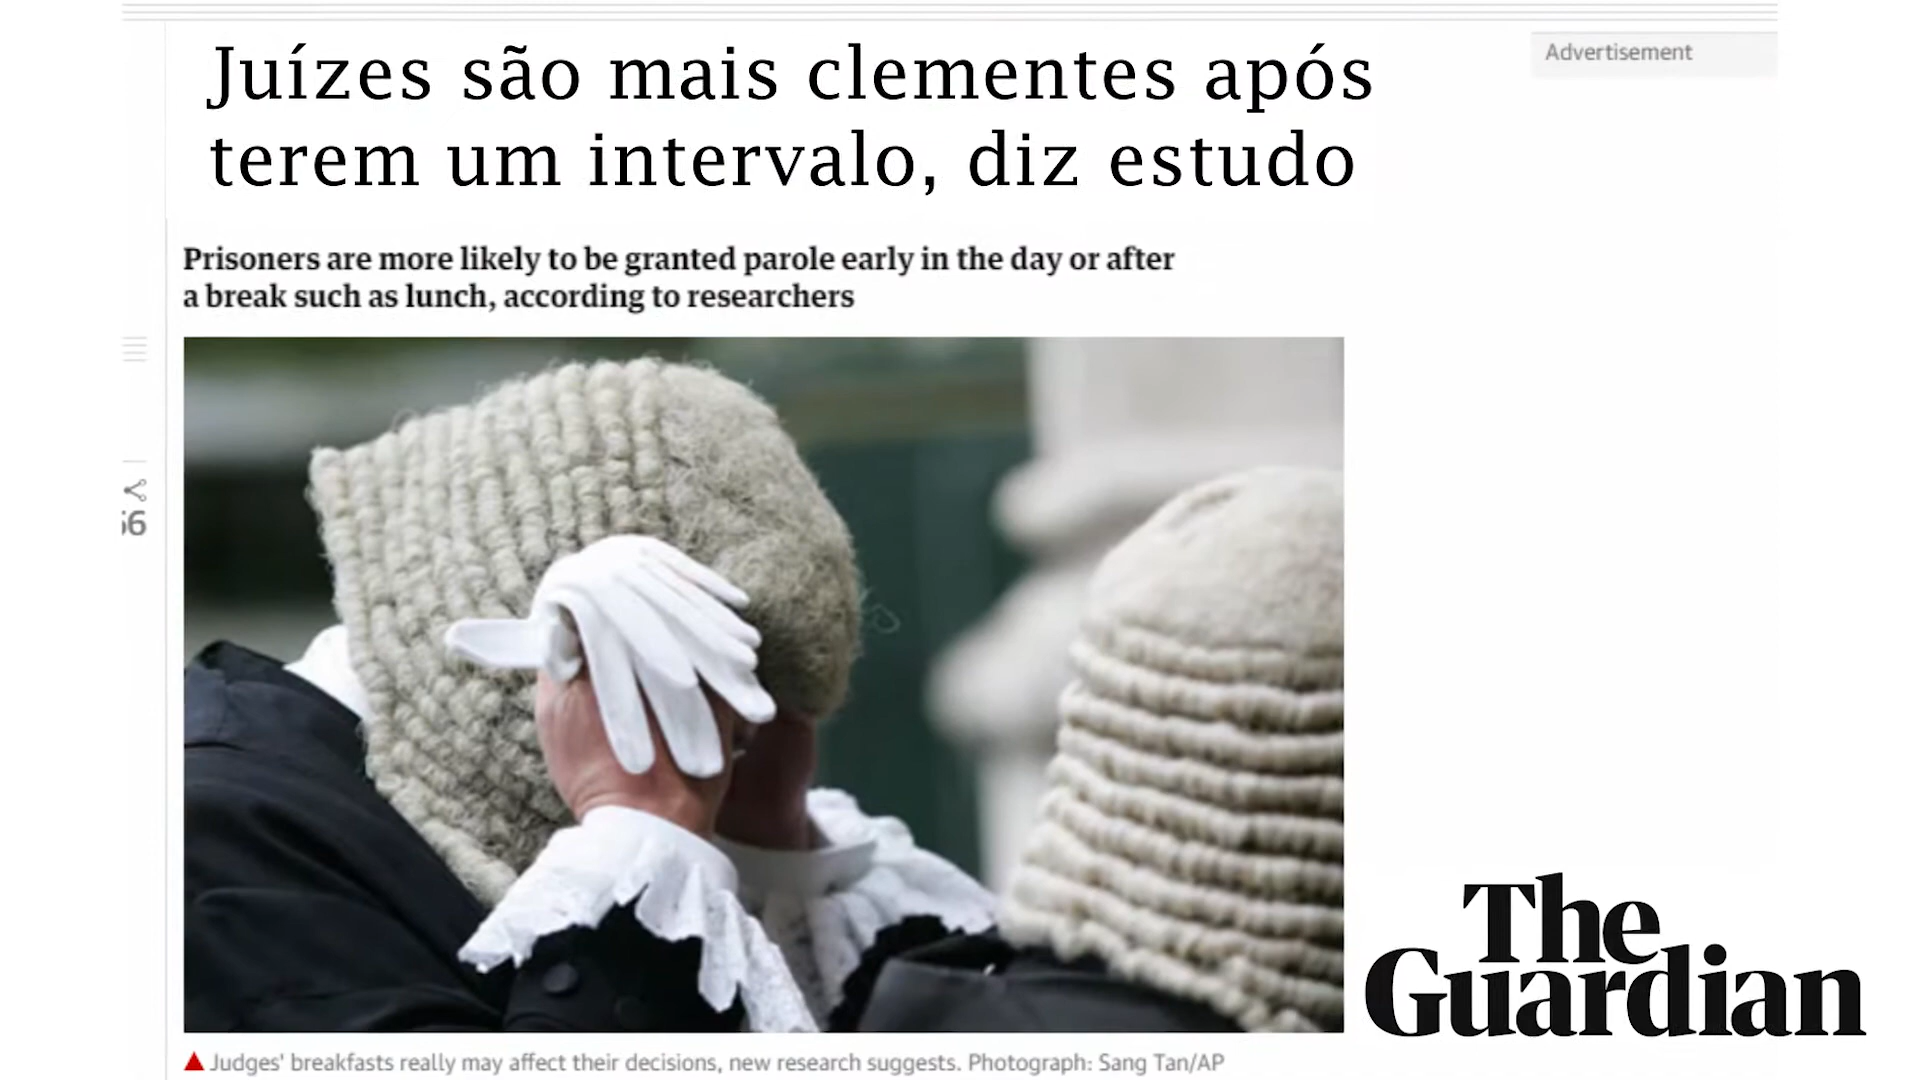 Juízes são mais clementes após
terem um intervalo, diz estudo
Advertisement
Prisoners are more likely to be granted parole early in the day or after
a break such as lunch, according to researchers
Judges' breakfasts really may affect their decisions, new research suggests. Photograph: Sang Tan/AP
The
Guardian